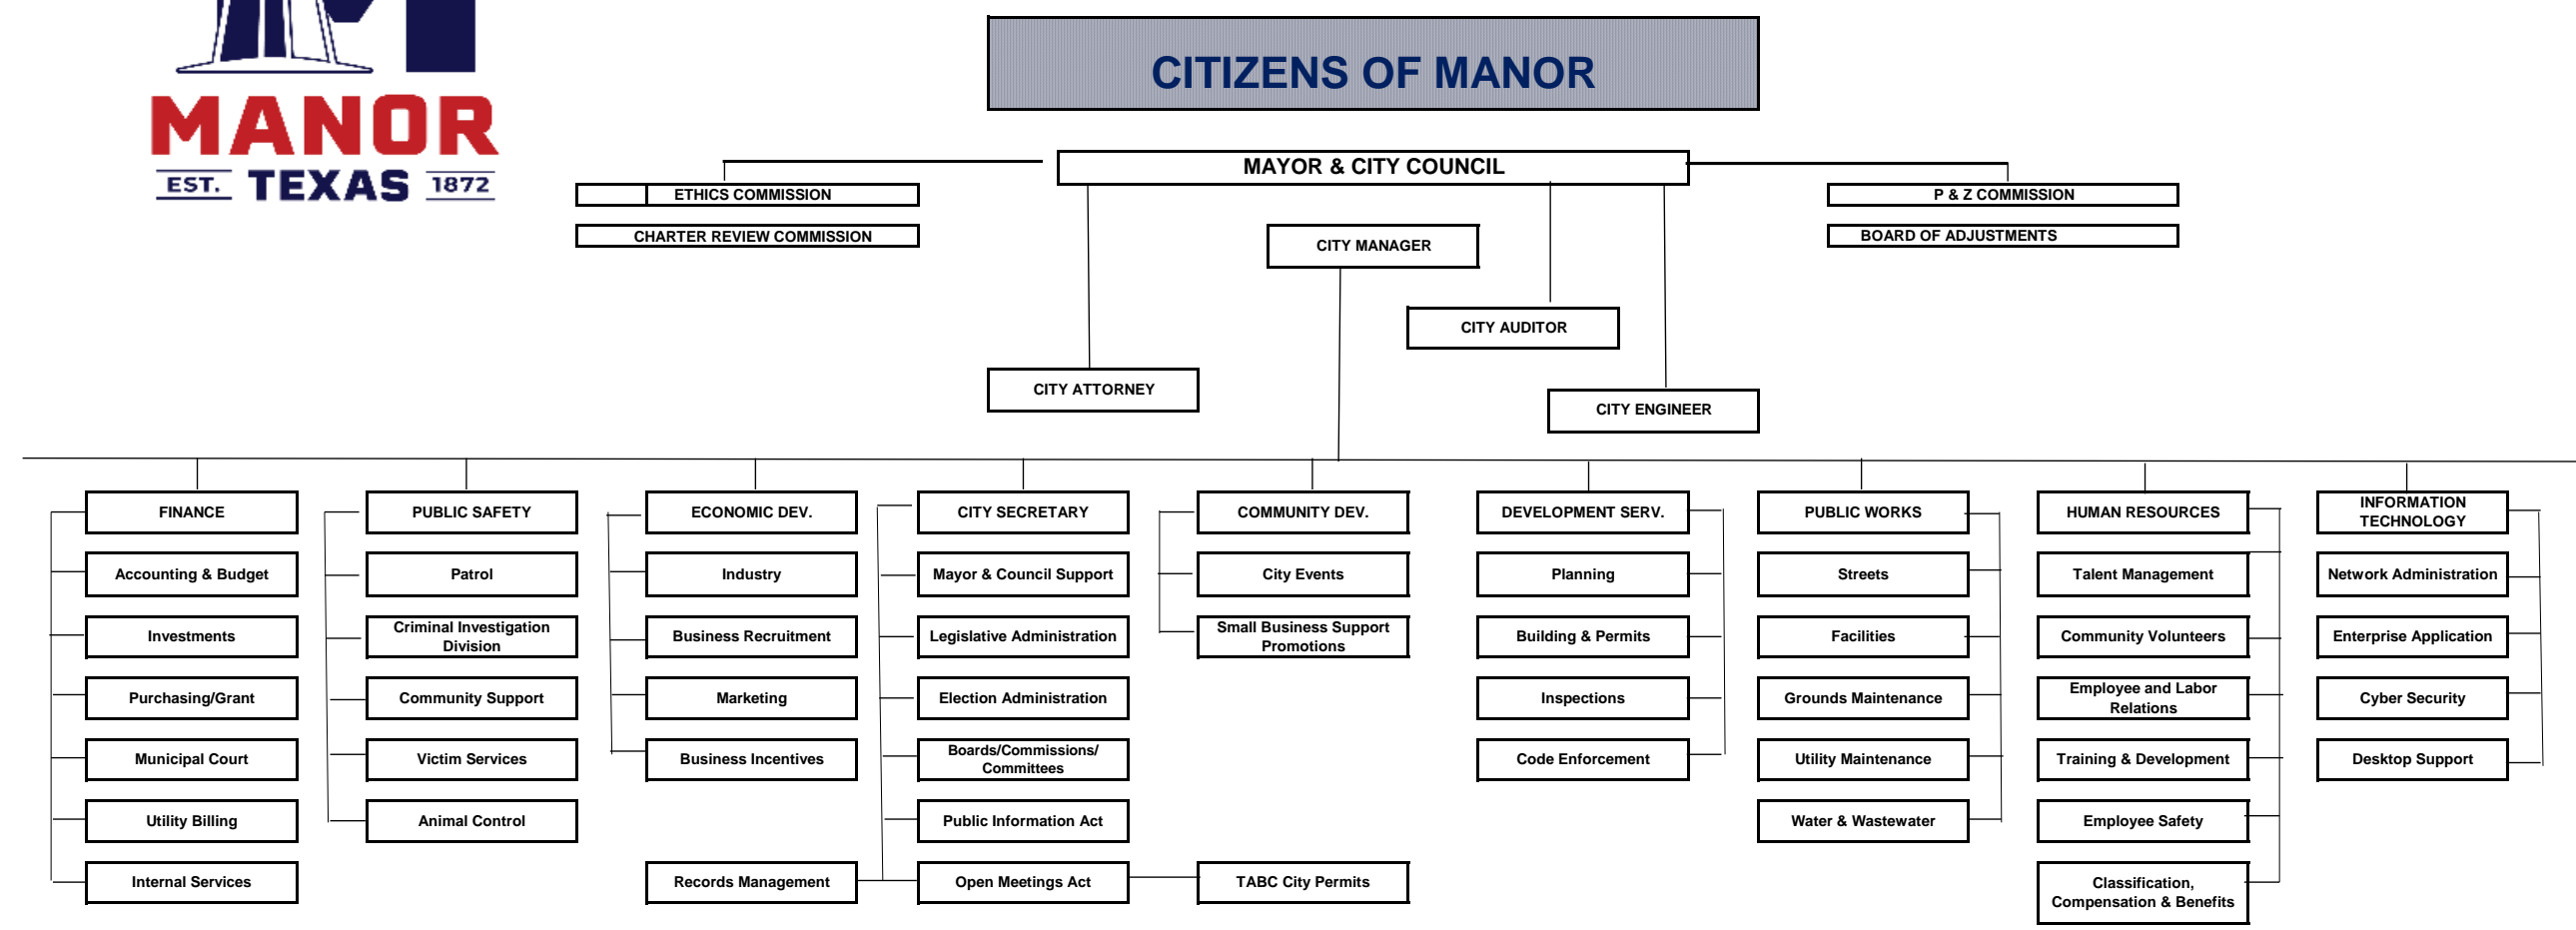 CITIZENS OF MANOR
MANOR
EST. TEXAS 1872
MAYOR & CITY COUNCIL
ETHICS COMMISSION
P & Z COMMISSION
CHARTER REVIEW COMMISSION
BOARD OF ADJUSTMENTS
CITY MANAGER
CITY AUDITOR
CITY ATTORNEY
CITY ENGINEER
FINANCE
Accounting & Budget
Investments
Purchasing/Grant
Municipal Court
Utility Billing
Internal Services
PUBLIC SAFETY
Patrol
Criminal Investigation
Division
Community Support
Victim Services
Animal Control
ECONOMIC DEV.
Industry
Business Recruitment
Marketing
Business Incentives
Records Management
CITY SECRETARY
Mayor & Council Support
Legislative Administration
Election Administration
Boards/Commissions/
Committees
Public Information Act
Open Meetings Act
COMMUNITY DEV.
City Events
Small Business Support
Promotions
TABC City Permits
DEVELOPMENT SERV.
Planning
Building & Permits
Inspections
Code Enforcement
PUBLIC WORKS
Streets
Facilities
Grounds Maintenance
Utility Maintenance
Water & Wastewater
HUMAN RESOURCES
Talent Management
Community Volunteers
Employee and Labor
Relations
Training & Development
Employee Safety
Classification,
Compensation & Benefits
INFORMATION
TECHNOLOGY
Network Administration
Enterprise Application
Cyber Security
Desktop Support